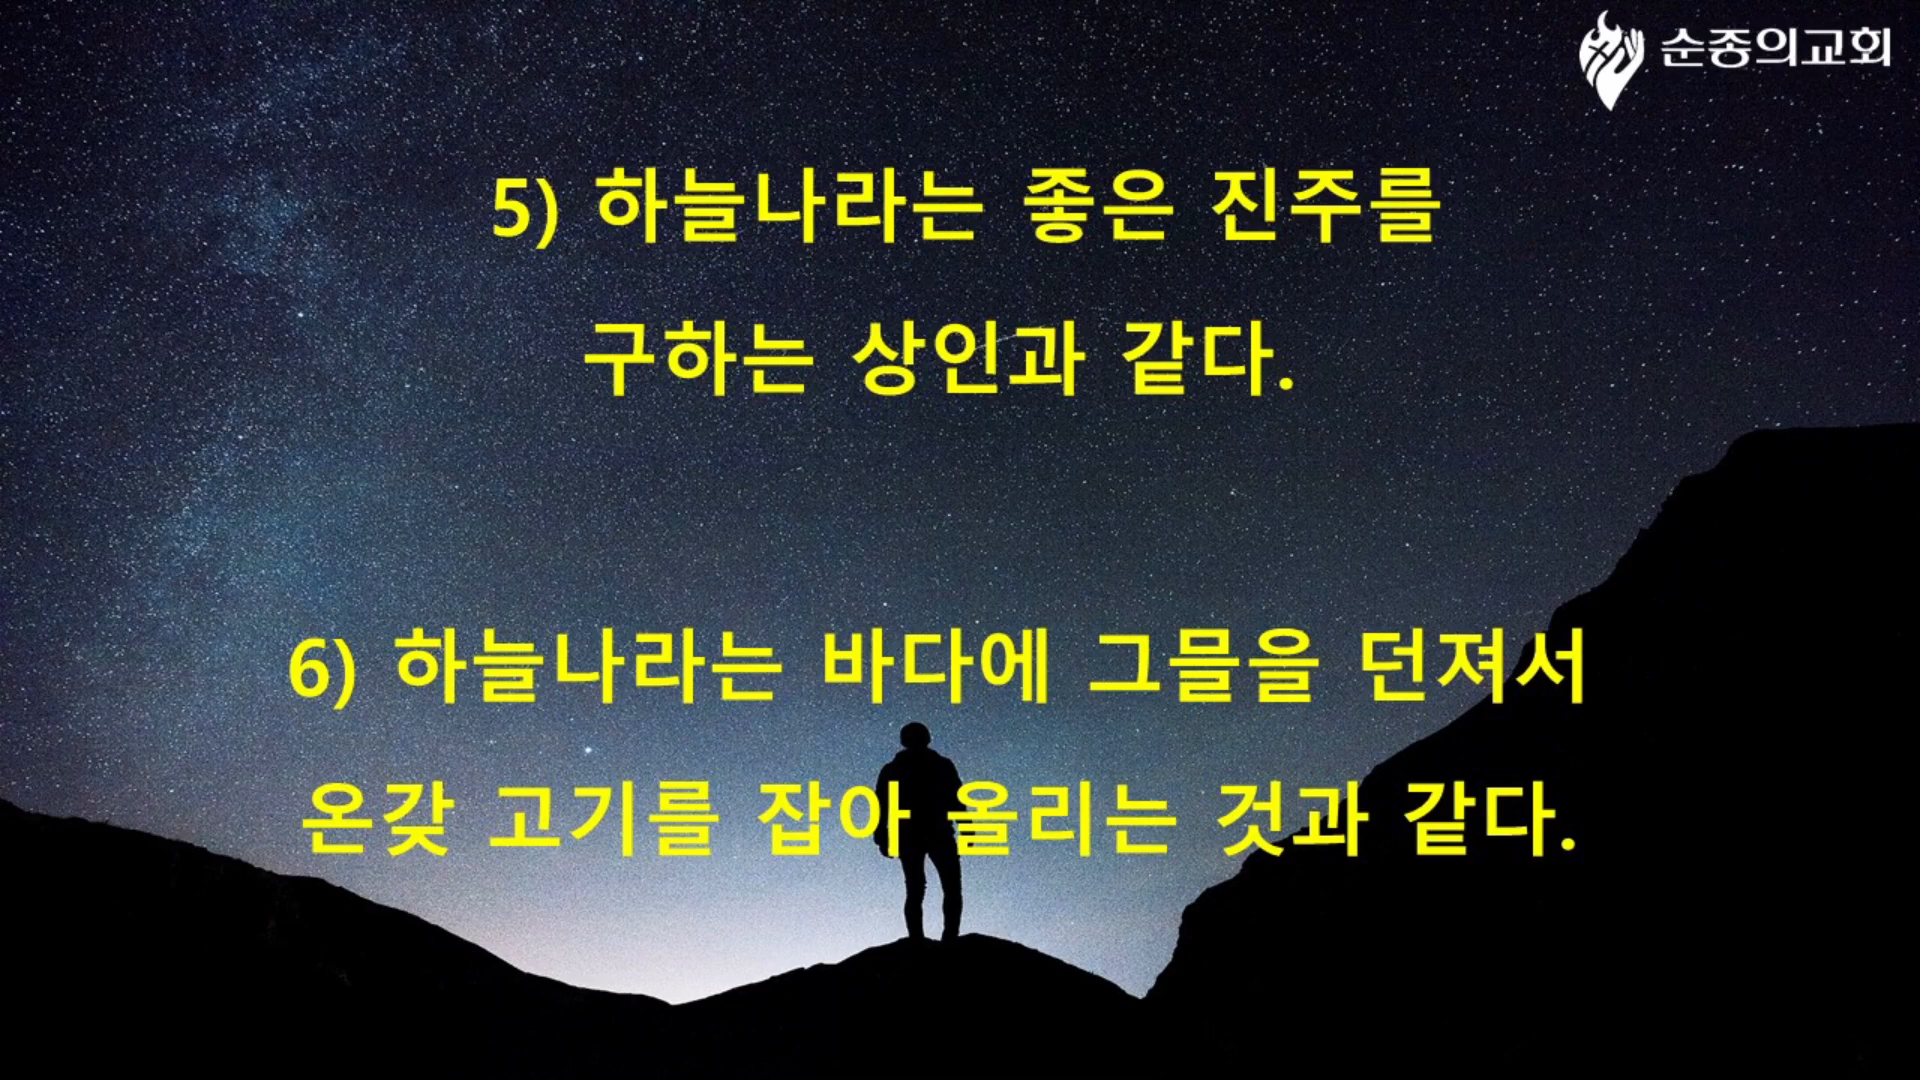 순종의교회
5) 하늘나라는 좋은 진주를
구하는 상인과 같다.
6) 하늘나라는 바다에 그믈을 던져서
온갖 고기를 잡아 올리는 것과 같다.